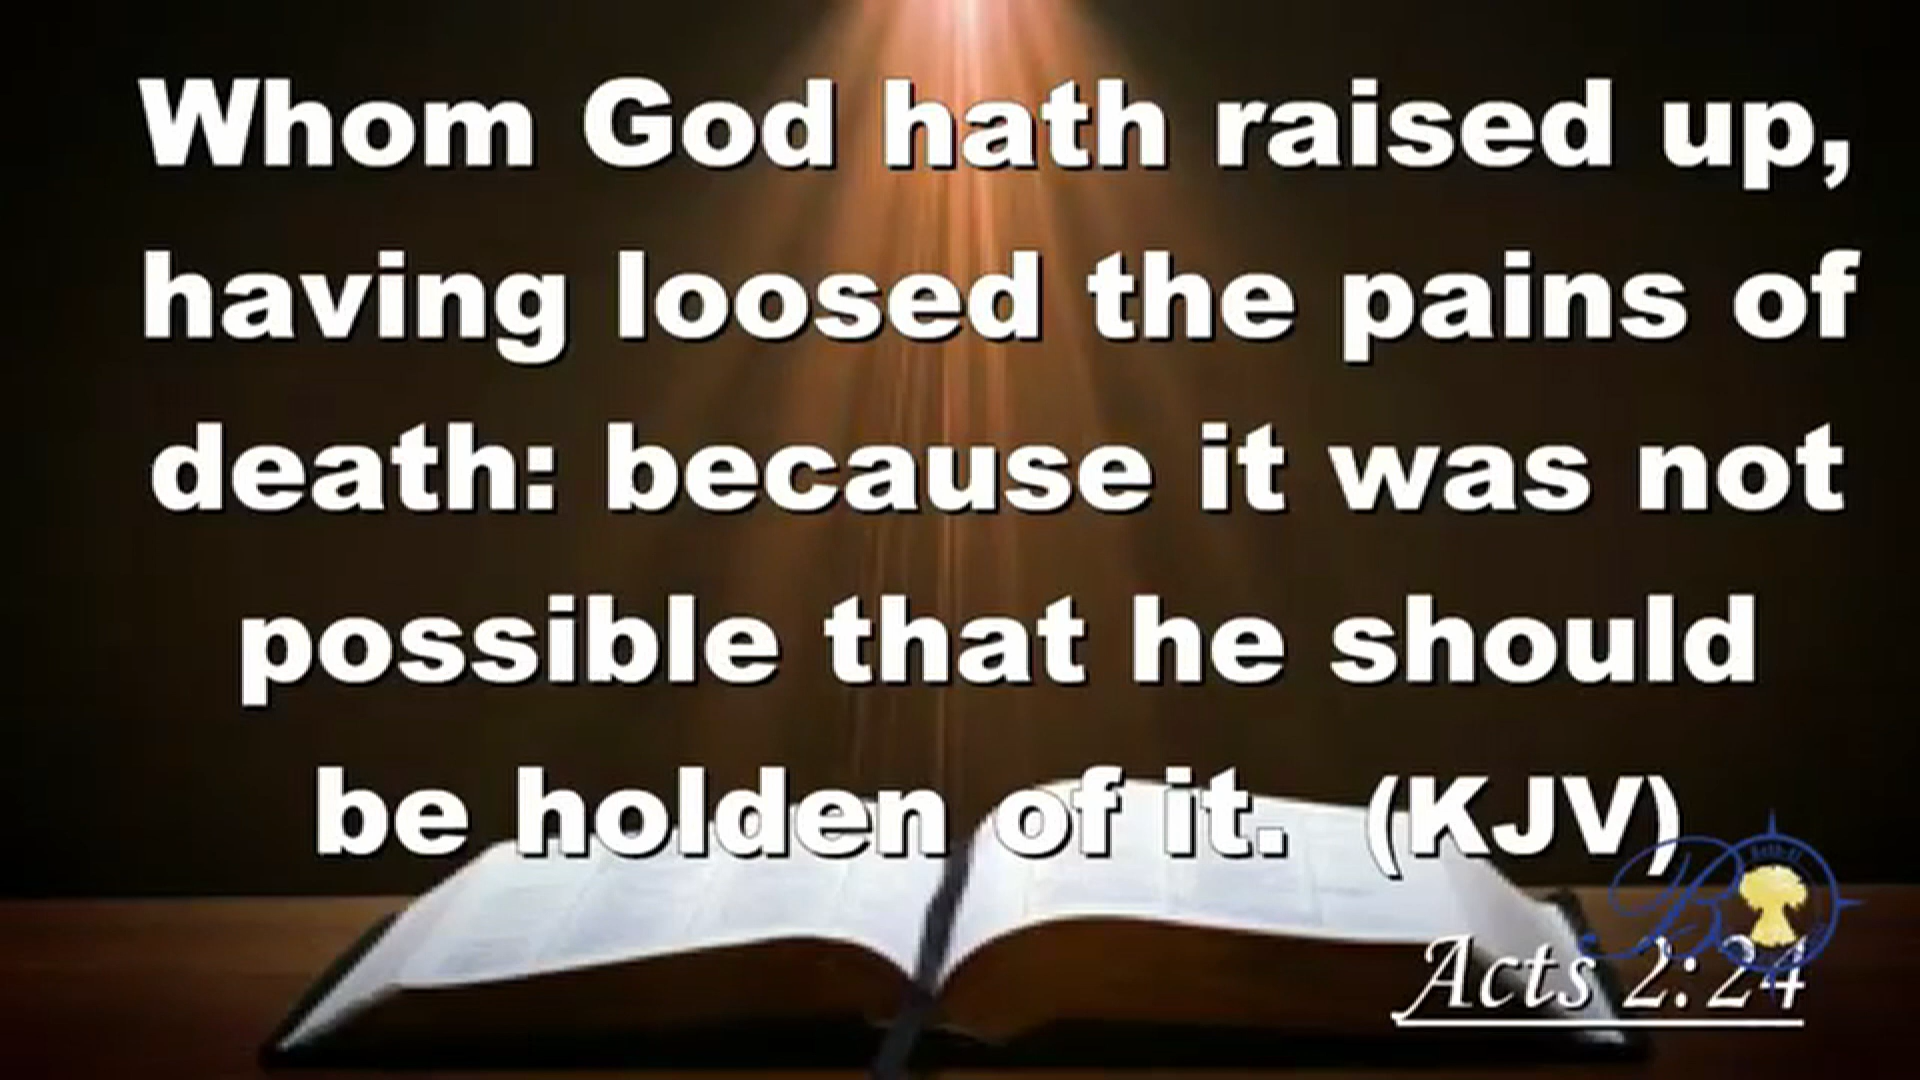 Whom God hath raised up,
having loosed the pains of
death: because it was not
possible that he should
be holden of it. (KJV)
Acts 2:24